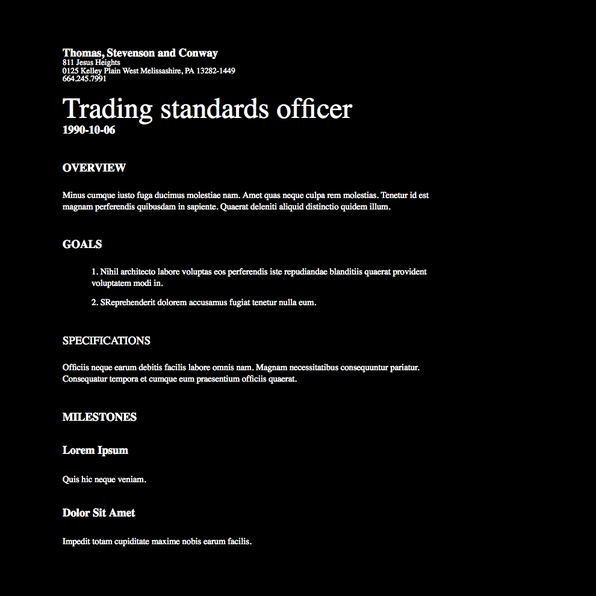 Thomas, Stevenson and Conway
811 Jesus Heights
0125 Kelley Plain West Melissashire, PA 13282-1449
664.245.7991
Trading standards officer
1990-10-06
OVERVIEW
Minus cumque iusto fuga ducimus molestiae nam. Amet quas neque culpa rem molestias. Tenetur id est
magnam perferendis quibusdam in sapiente. Quaerat deleniti aliquid distinctio quidem illum.
GOALS
1. Nihil architecto labore voluptas eos perferendis iste repudiandae blanditiis quaerat provident
voluptatem modi in.
2. SReprehenderit dolorem accusamus fugiat tenetur nulla eum.
SPECIFICATIONS
Officiis neque earum debitis facilis labore omnis nam. Magnam necessitatibus consequuntur pariatur.
Consequatur tempora et cumque eum praesentium officiis quaerat.
MILESTONES
Lorem Ipsum
Quis hic neque veniam.
Dolor Sit Amet
Impedit totam cupiditate maxime nobis earum facilis.